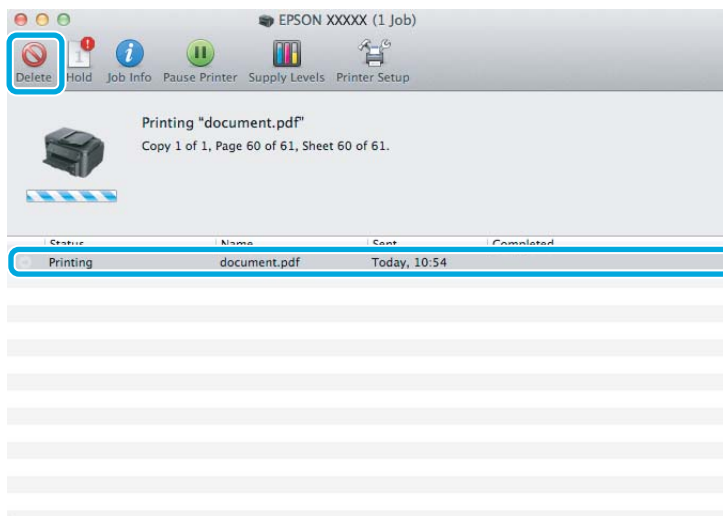 EPSON XXXXX (1 Job)
Delete Hold Job Info Pause Printer Supply Levels Printer Setup
Printing "document.pdf"
Copy 1 of 1, Page 60 of 61, Sheet 60 of 61.
Status Name Sent Completed
Printing document.pdf Today, 10:54